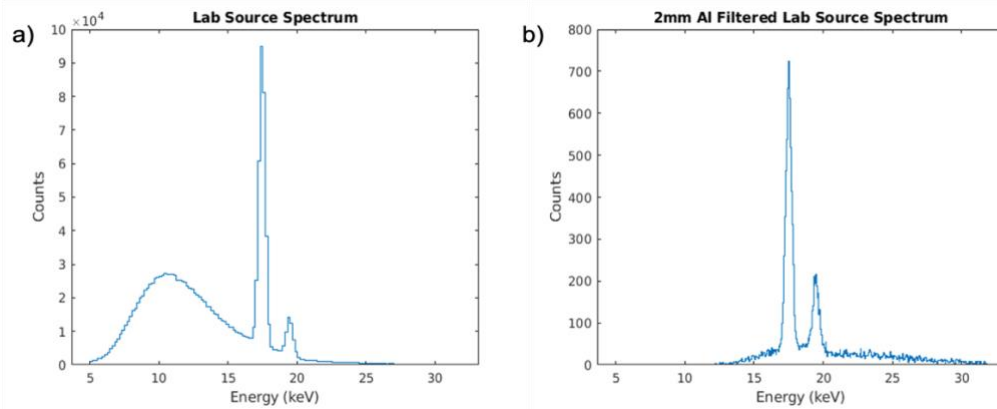 a)
Lab Source Spectrum
×10⁴
10
9
8
7
6
5
4
3
2
1
0
Counts
5 10 15 20 25 30
Energy (keV)
b)
2mm Al Filtered Lab Source Spectrum
800
700
600
500
400
300
200
100
0
Counts
5 10 15 20 25 30
Energy (keV)